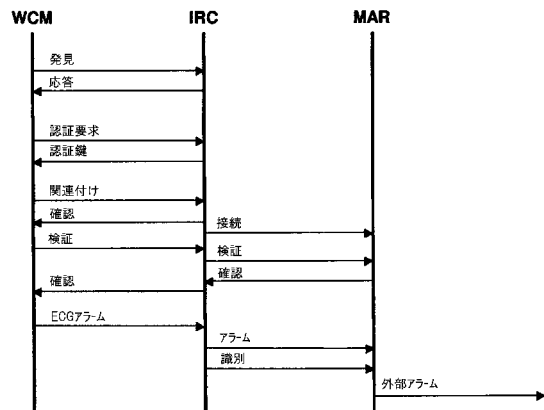 WCM IRC MAR
発見
応答
認証要求
認証鍵
関連付け
確認
接続
検証
検証
確認
確認
ECGアラーム
アラーム
識別
外部アラーム